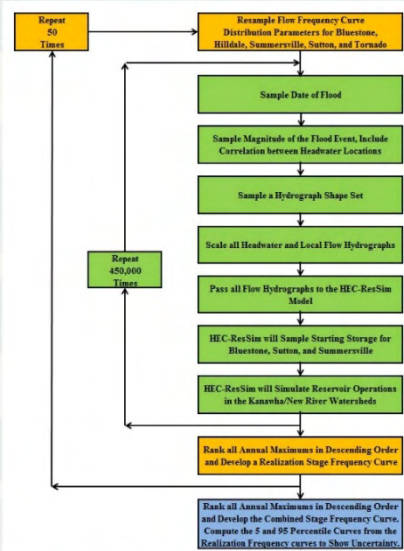 Repeat
50
Times
Resample Flow Frequency Curve
Distribution Parameters for Bluestone,
Hilldale, Summersville, Sutton, and Tornado
Sample Date of Flood
Sample Magnitude of the Flood Event, Include
Correlation between Headwater Locations
Sample a Hydrograph Shape Set
Scale all Headwater and Local Flow Hydrographs
Repeat
450,000
Times
Pass all Flow Hydrographs to the HEC-ResSim
Model
HEC-ResSim will Sample Starting Storage for
Bluestone, Sutton, and Summersville
HEC-ResSim will Simulate Reservoir Operations
in the Kanawha/New River Watersheds
Rank all Annual Maximums in Descending Order
and Develop a Realization Stage Frequency Curve
Rank all Annual Maximums in Descending Order
and Develop the Combined Stage Frequency Curve.
Compute the 5 and 95 Percentile Curves from the
Realization Frequency curves to Show Uncertainty.